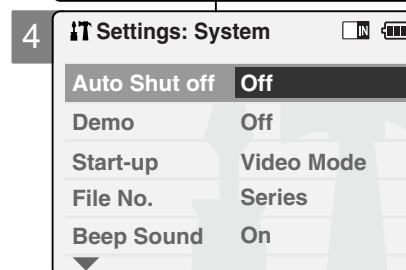 4
Settings: System IN
Auto Shut off Off
Demo Off
Start-up Video Mode
File No. Series
Beep Sound On